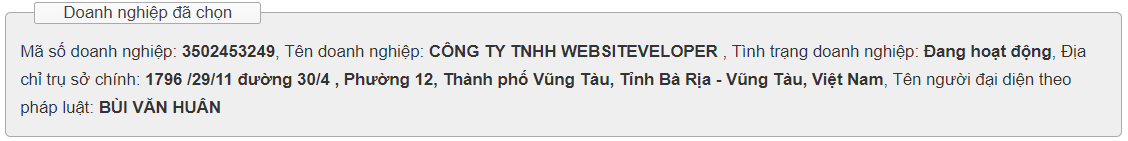 Doanh nghiệp đã chọn
Mã số doanh nghiệp: 3502453249, Tên doanh nghiệp: CÔNG TY TNHH WEBSITEVELOPER , Tình trạng doanh nghiệp: Đang hoạt động, Địa
chỉ trụ sở chính: 1796 /29/11 đường 30/4 , Phường 12, Thành phố Vũng Tàu, Tỉnh Bà Rịa - Vũng Tàu, Việt Nam, Tên người đại diện theo
pháp luật: BÙI VĂN HUÂN